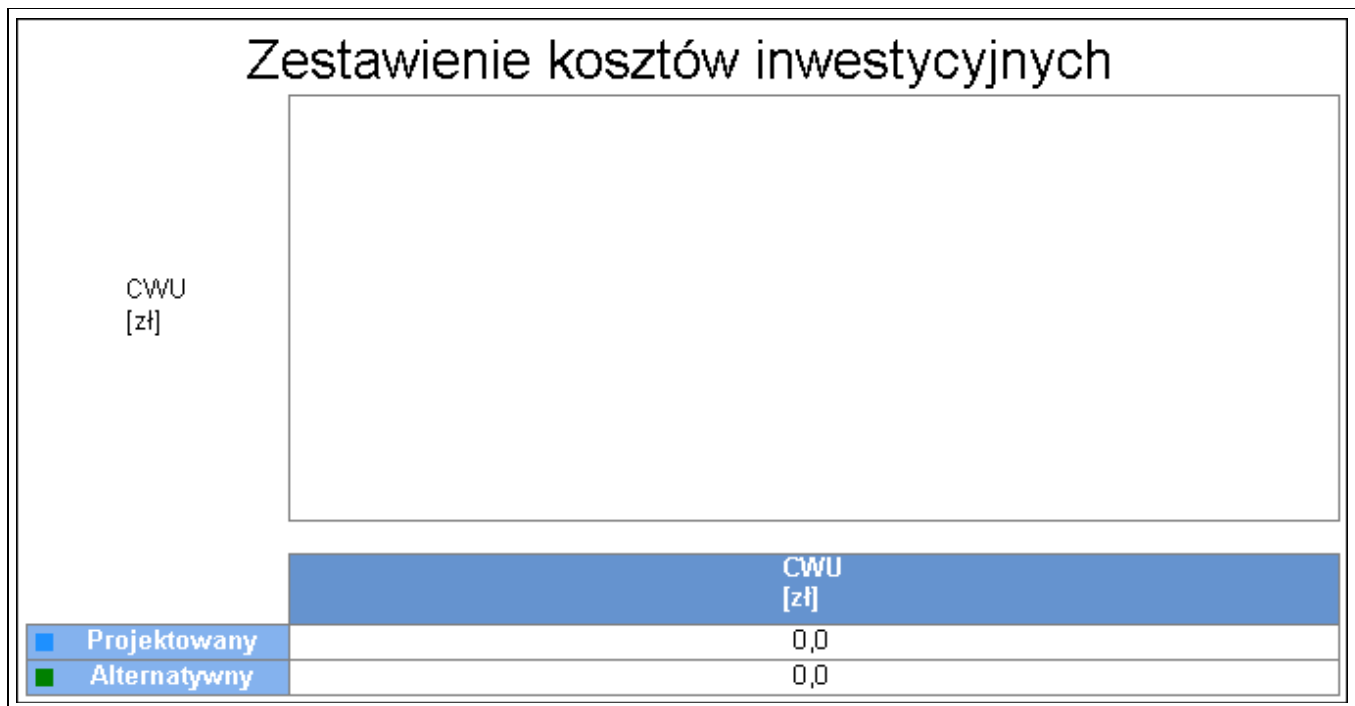 Zestawienie kosztów inwestycyjnych
CWU
[zł]
CWU
[zł]
Projektowany 0,0
Alternatywny 0,0